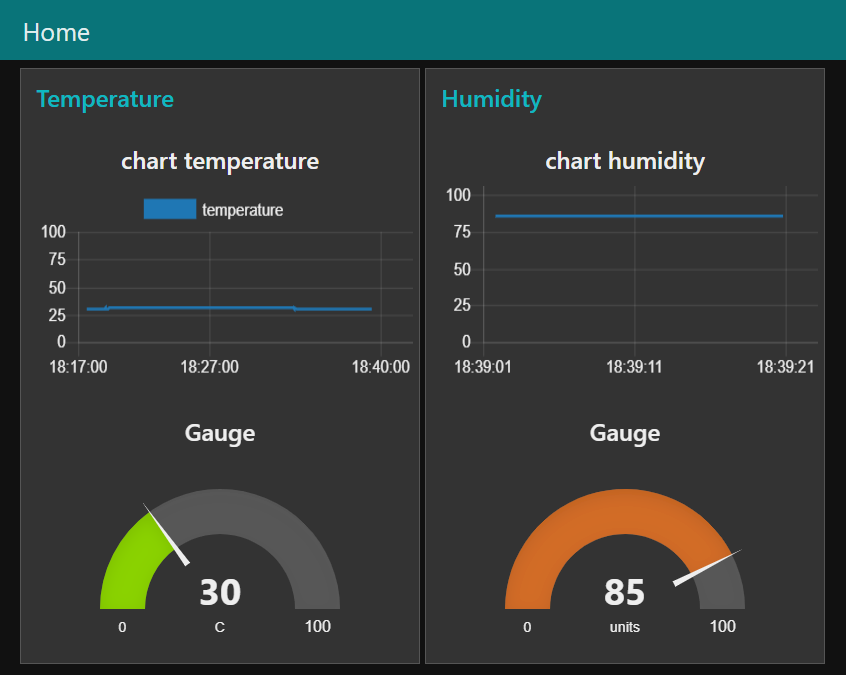 Home
Temperature
chart temperature
temperature
100
75
50
25
0
18:17:00 18:27:00 18:40:00
Gauge
30
0 C 100
Humidity
chart humidity
100
75
50
25
0
18:39:01 18:39:11 18:39:21
Gauge
85
0 units 100